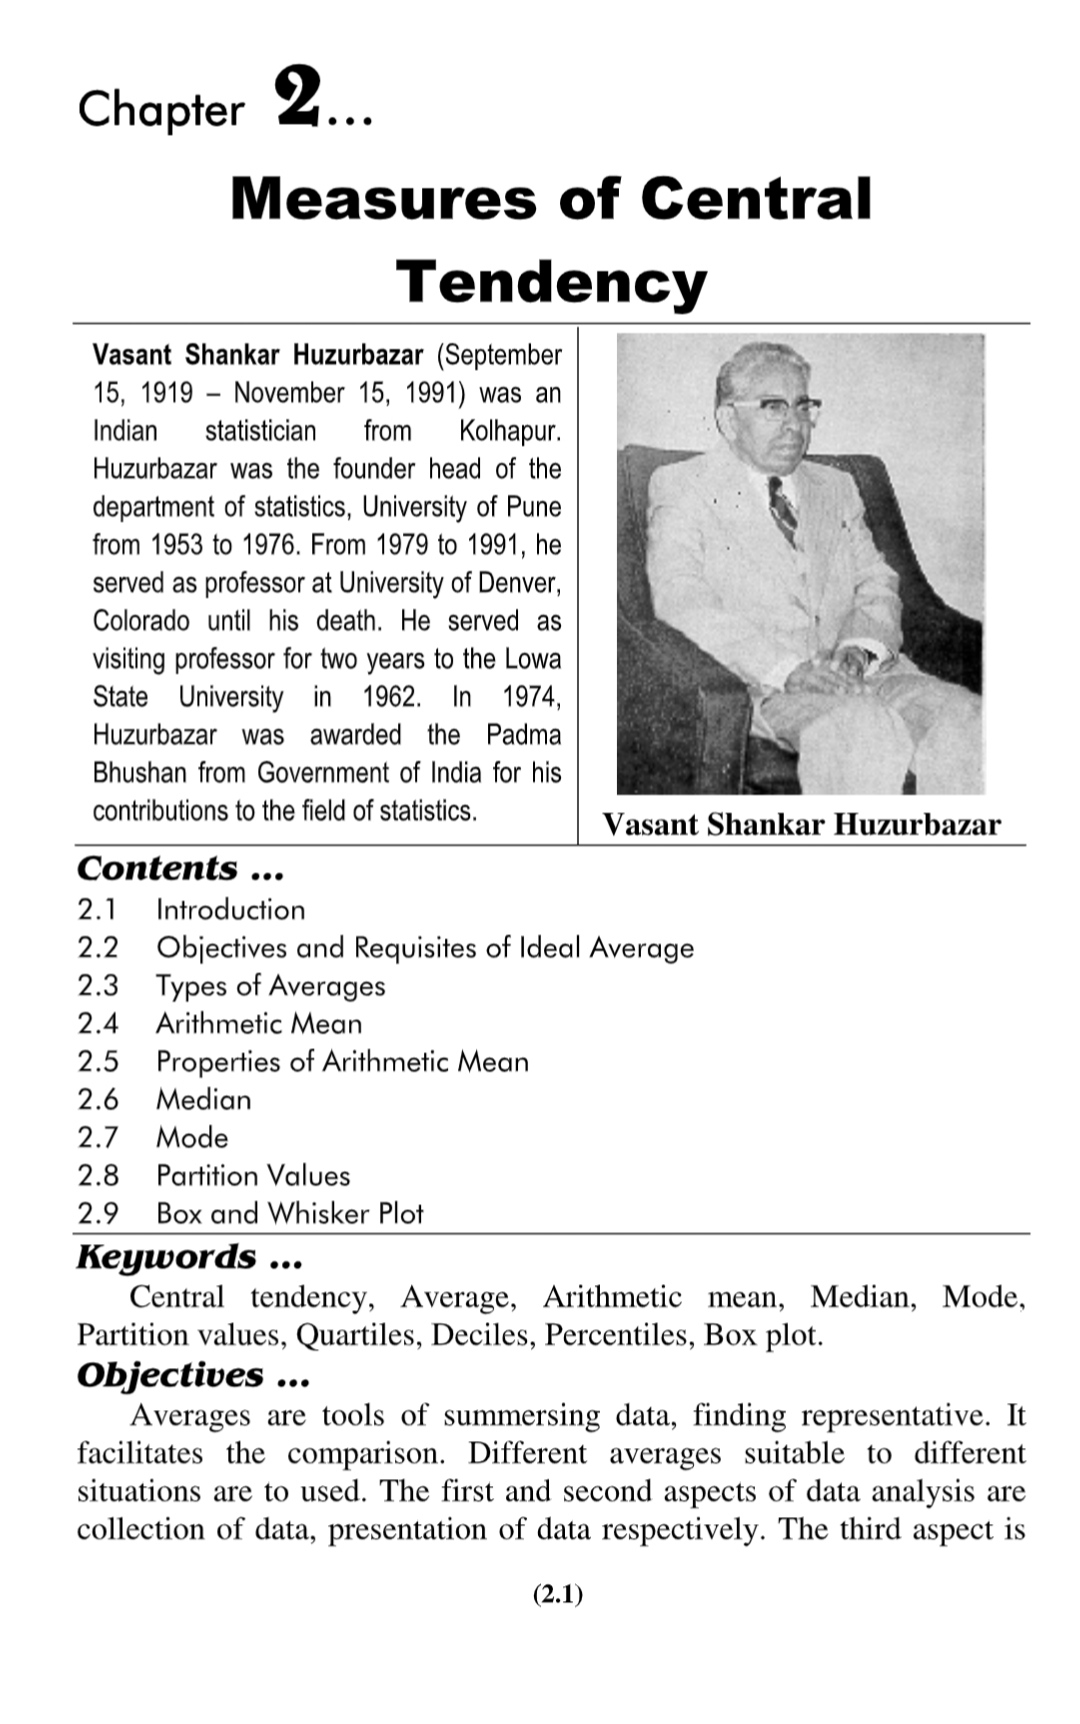 Chapter 2...
Measures of Central
Tendency
Vasant Shankar Huzurbazar (September
15, 1919 – November 15, 1991) was an
Indian statistician from Kolhapur.
Huzurbazar was the founder head of the
department of statistics, University of Pune
from 1953 to 1976. From 1979 to 1991, he
served as professor at University of Denver,
Colorado until his death. He served as
visiting professor for two years to the Lowa
State University in 1962. In 1974,
Huzurbazar was awarded the Padma
Bhushan from Government of India for his
contributions to the field of statistics.
Vasant Shankar Huzurbazar
Contents ...
2.1 Introduction
2.2 Objectives and Requisites of Ideal Average
2.3 Types of Averages
2.4 Arithmetic Mean
2.5 Properties of Arithmetic Mean
2.6 Median
2.7 Mode
2.8 Partition Values
2.9 Box and Whisker Plot
Keywords ...
Central tendency, Average, Arithmetic mean, Median, Mode,
Partition values, Quartiles, Deciles, Percentiles, Box plot.
Objectives ...
Averages are tools of summersing data, finding representative. It
facilitates the comparison. Different averages suitable to different
situations are to used. The first and second aspects of data analysis are
collection of data, presentation of data respectively. The third aspect is
(2.1)